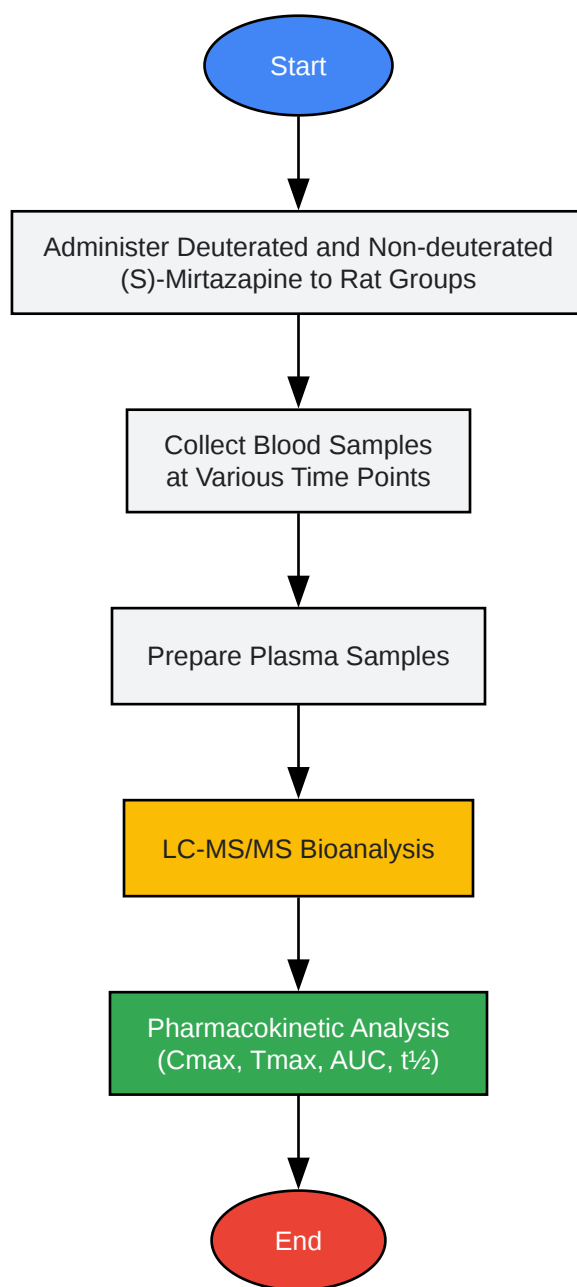 Start
Administer Deuterated and Non-deuterated
(S)-Mirtazapine to Rat Groups
Collect Blood Samples
at Various Time Points
Prepare Plasma Samples
LC-MS/MS Bioanalysis
Pharmacokinetic Analysis
(Cmax, Tmax, AUC, t½)
End